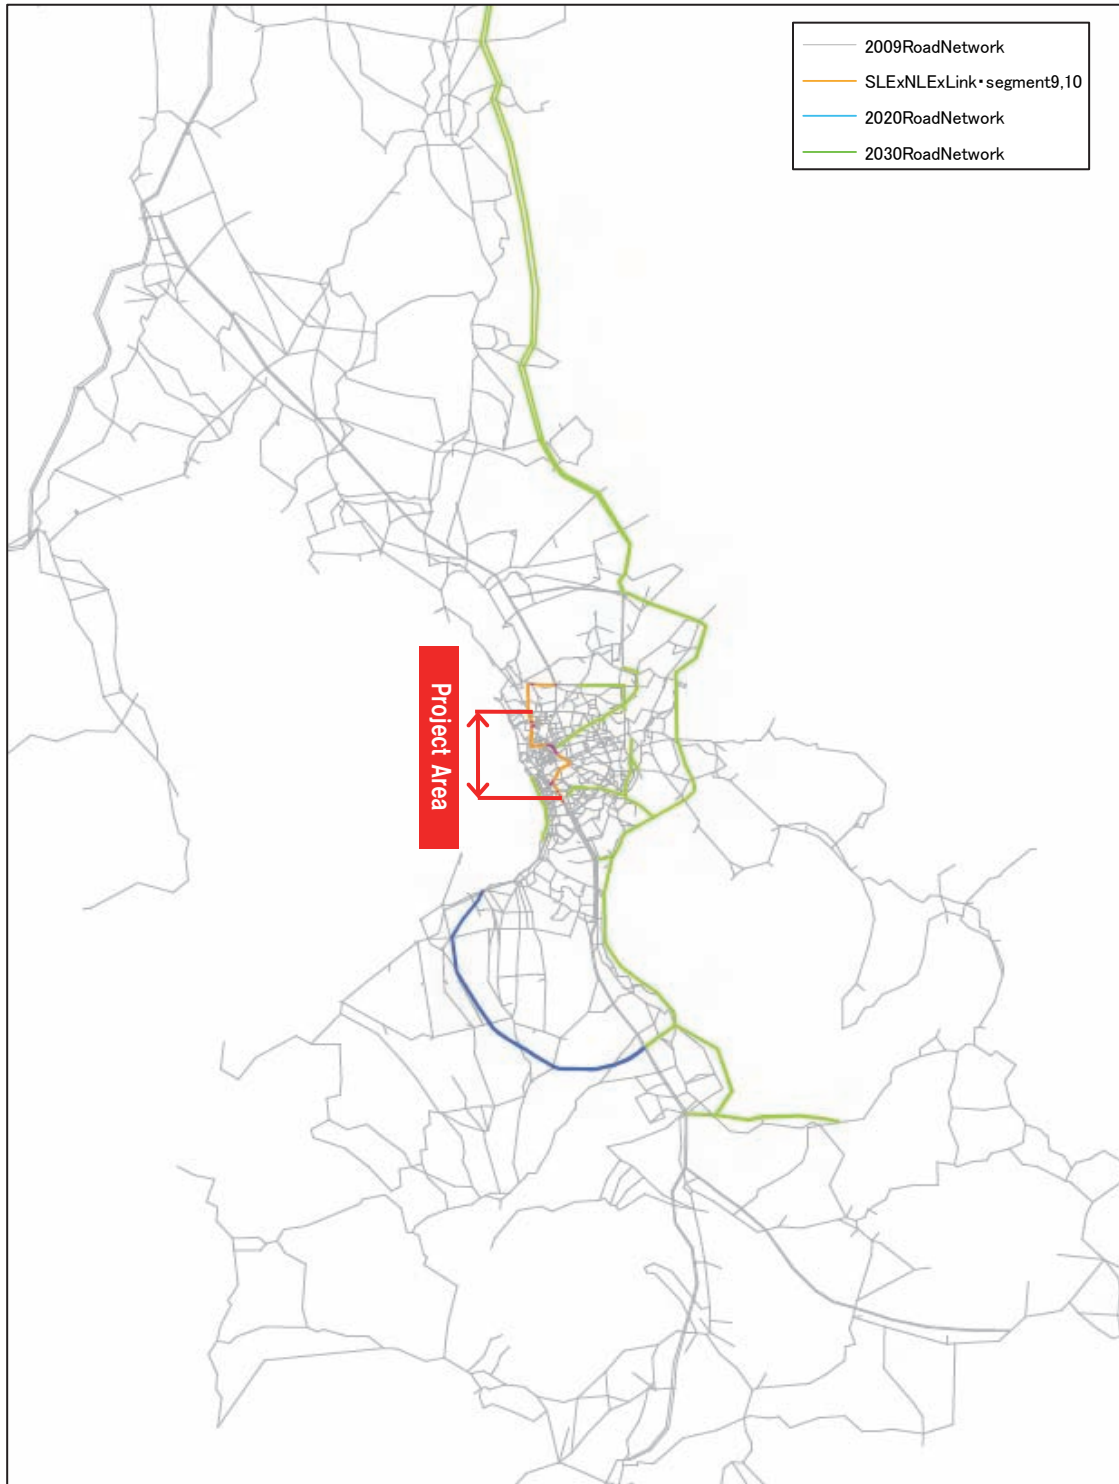 2009RoadNetwork
SLExNLExLink・segment9,10
2020RoadNetwork
2030RoadNetwork
Project Area